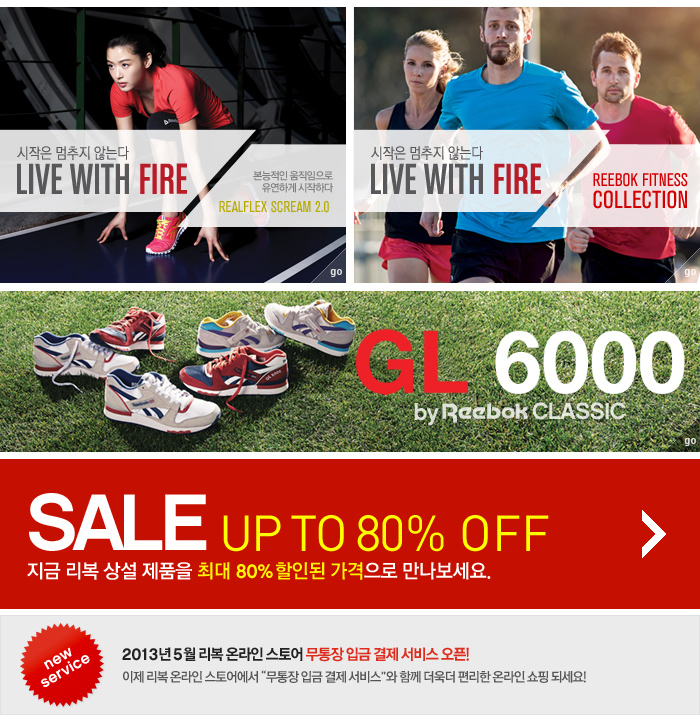 시작은 멈추지 않는다
LIVE WITH FIRE
본능적인 움직임으로
유연하게 시작하다
REALFLEX SCREAM 2.0
go
시작은 멈추지 않는다
LIVE WITH FIRE
REEBOK FITNESS
COLLECTION
go
GL 6000
GL 6000
by Reebok CLASSIC
go
SALE UP TO 80% OFF
지금 리복 상설 제품을 최대 80% 할인된 가격으로 만나보세요.
new
service
2013년 5월 리복 온라인 스토어 무통장 입금 결제 서비스 오픈!
이제 리복 온라인 스토어에서 "무통장 입금 결제 서비스"와 함께 더욱더 편리한 온라인 쇼핑 되세요!